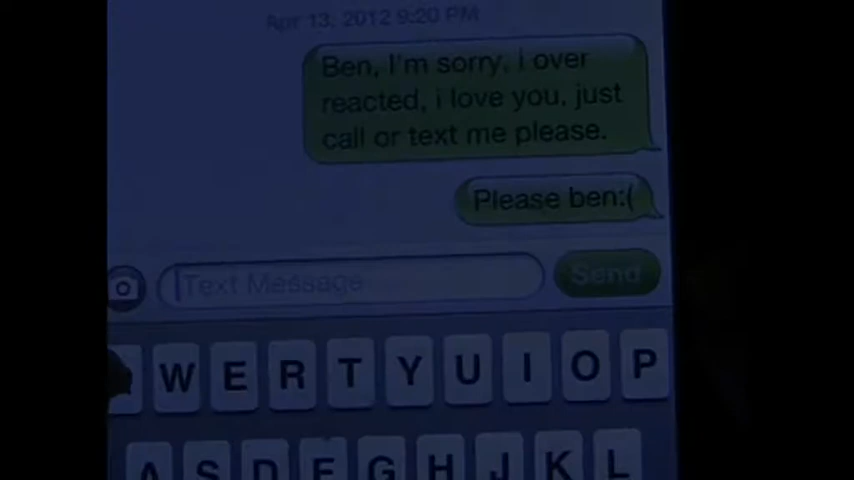 Apr 13, 2012 9:20 PM
Ben, I'm sorry, i over
reacted, i love you, just
call or text me please.
Please ben:(
Text Message
Send
W E R T Y U I O P
A S D F G H J K L